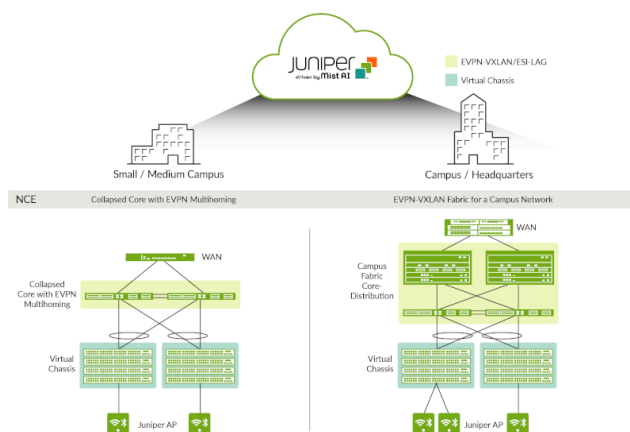 JUNIPER
driven by Mist AI
EVPN-VXLAN/ESI-LAG
Virtual Chassis
Small / Medium Campus
Campus / Headquarters
NCE
Collapsed Core with EVPN Multihoming
EVPN-VXLAN Fabric for a Campus Network
WAN
Collapsed
Core with EVPN
Multihoming
Virtual
Chassis
Juniper AP
WAN
Campus
Fabric
Core-
Distribution
Virtual
Chassis
Juniper AP